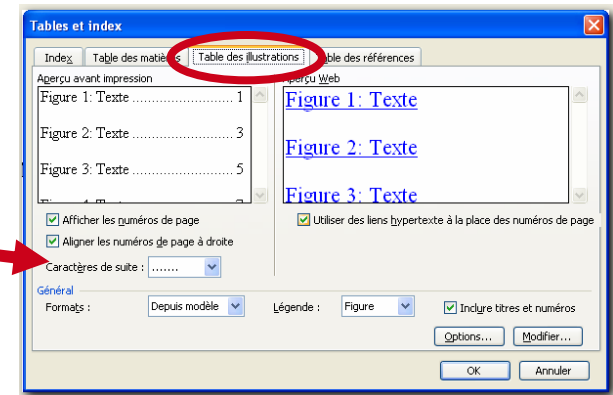 Tables et index
Index Table des matières Table des illustrations Table des références
Aperçu avant impression
Figure 1: Texte ........................ 1
Figure 2: Texte ........................ 3
Figure 3: Texte ........................ 5
Aperçu Web
Figure 1: Texte
Figure 2: Texte
Figure 3: Texte
Afficher les numéros de page
Aligner les numéros de page à droite
Caractères de suite : .......
Utiliser des liens hypertexte à la place des numéros de page
Général
Formats : Depuis modèle Légende : Figure Inclure titres et numéros
Options... Modifier...
OK Annuler